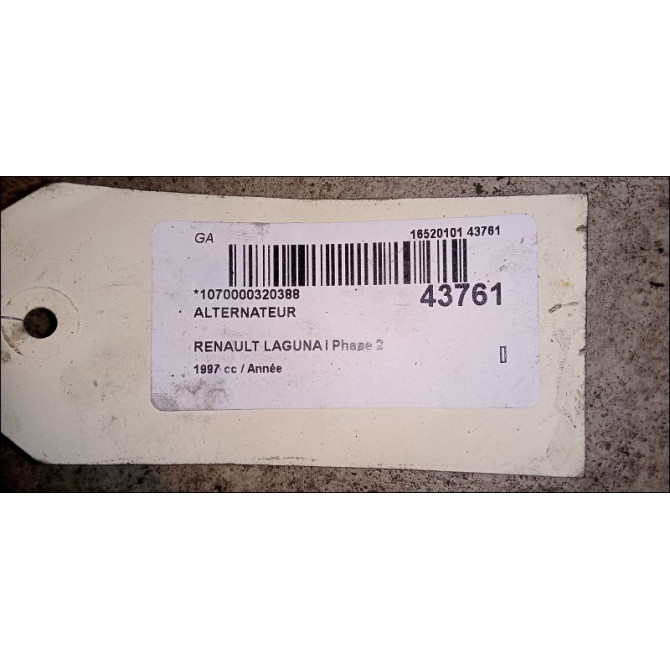 GA 16520101 43761
*1070000320388 43761
ALTERNATEUR
RENAULT LAGUNA I Phase 2
1997 cc / Année